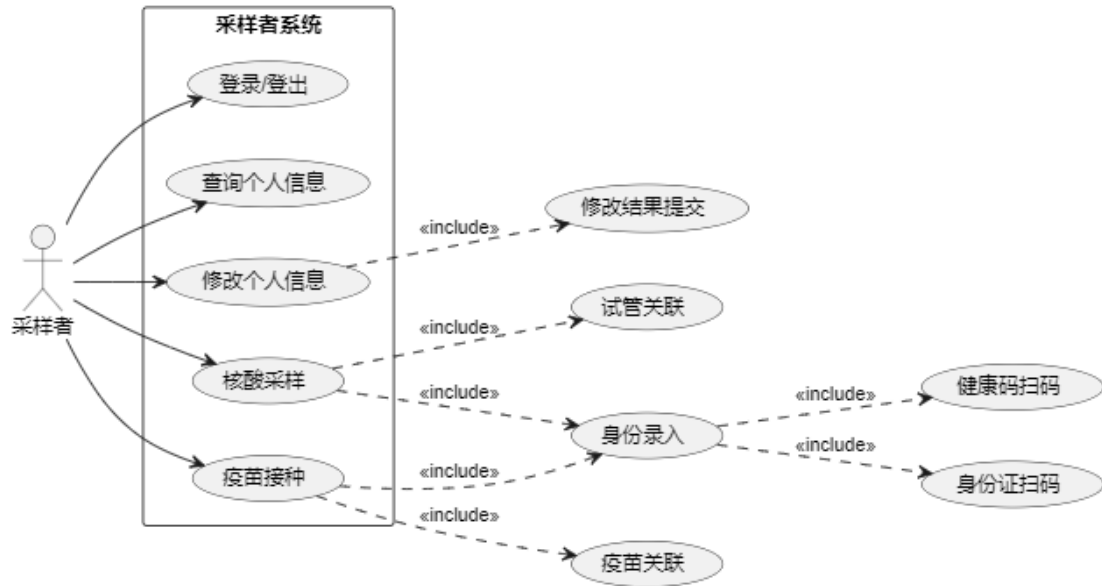 采样者系统
登录/登出
查询个人信息
修改结果提交
«include»
修改个人信息
试管关联
采样者
«include»
核酸采样
健康码扫码
«include»
«include»
身份录入
«include»
疫苗接种
«include»
身份证扫码
«include»
疫苗关联